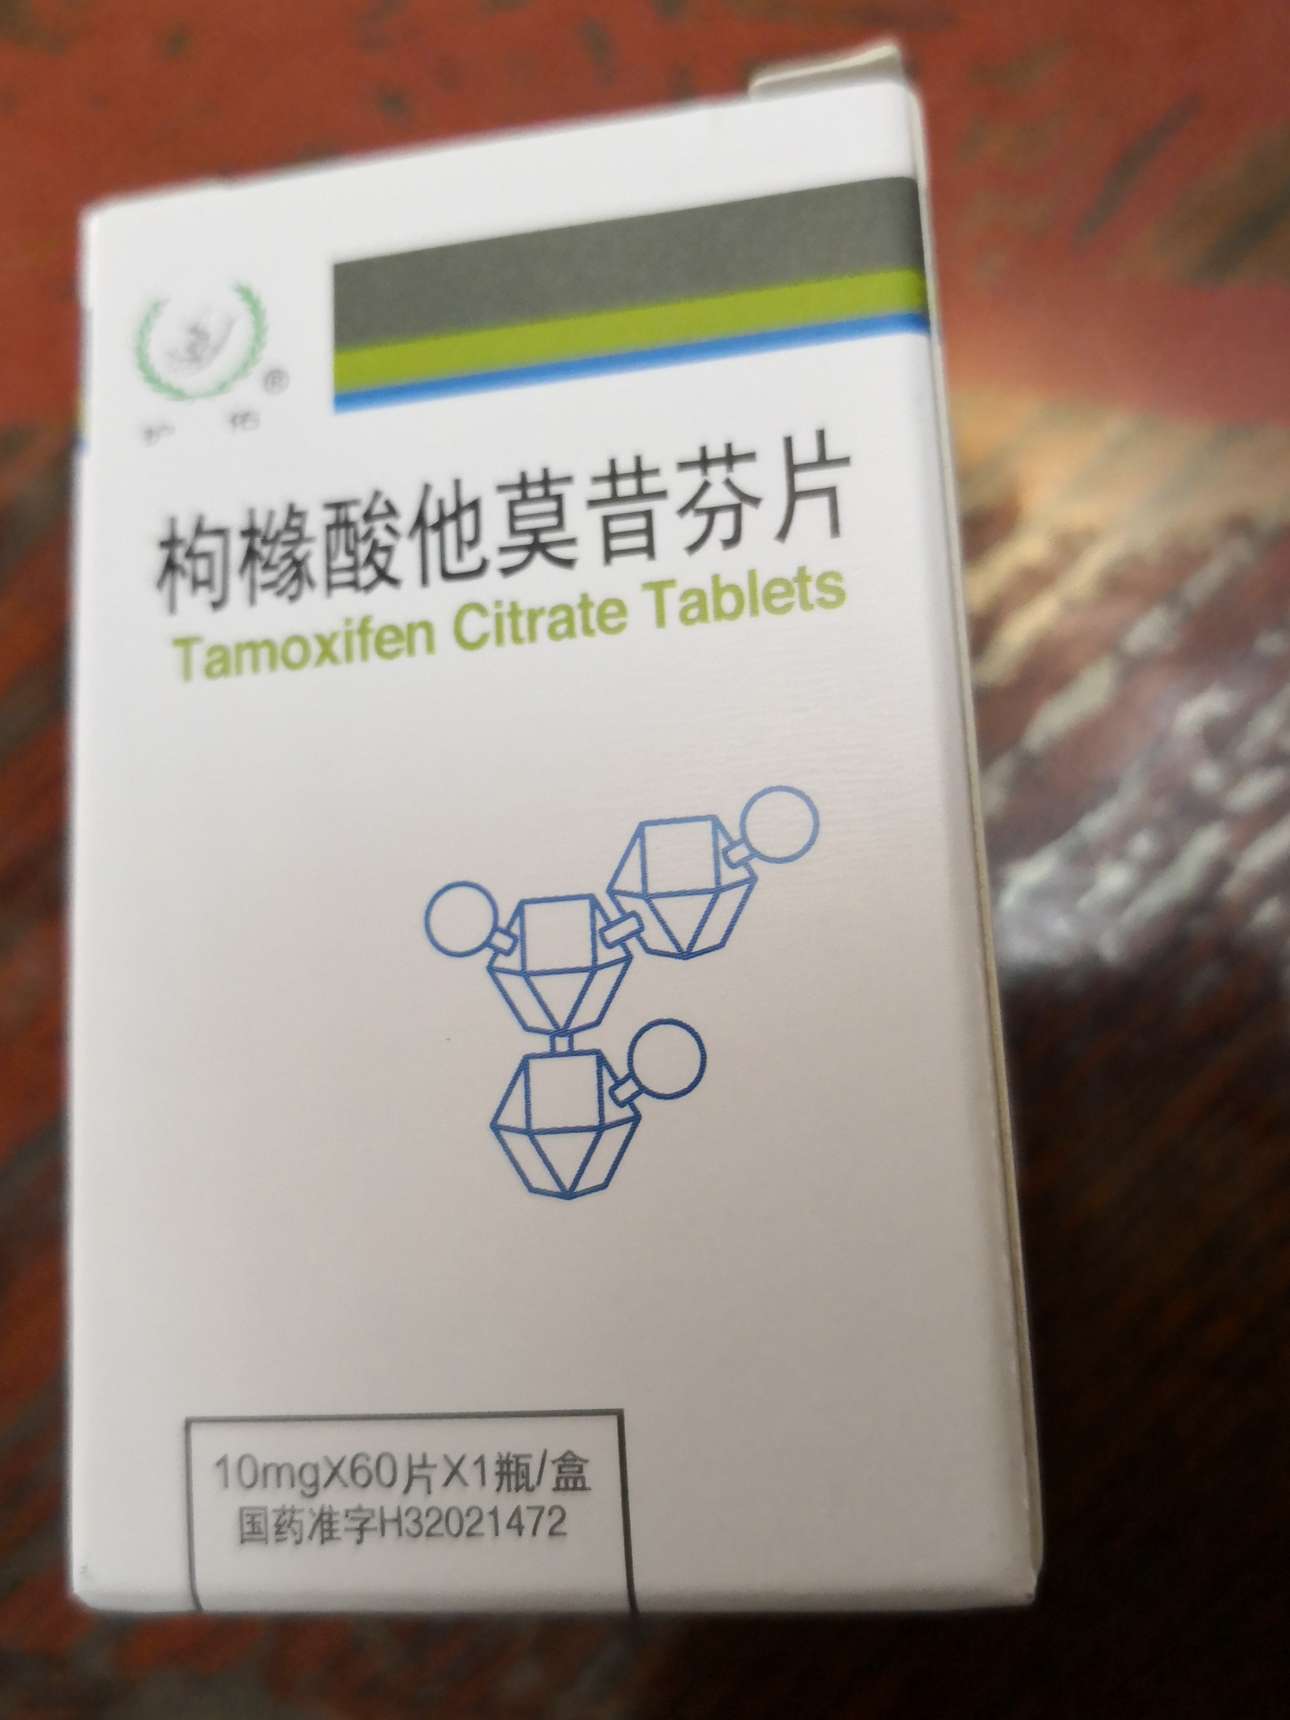 ®
枸橼酸他莫昔芬片
Tamoxifen Citrate Tablets
10mgX60片X1瓶/盒
国药准字H32021472